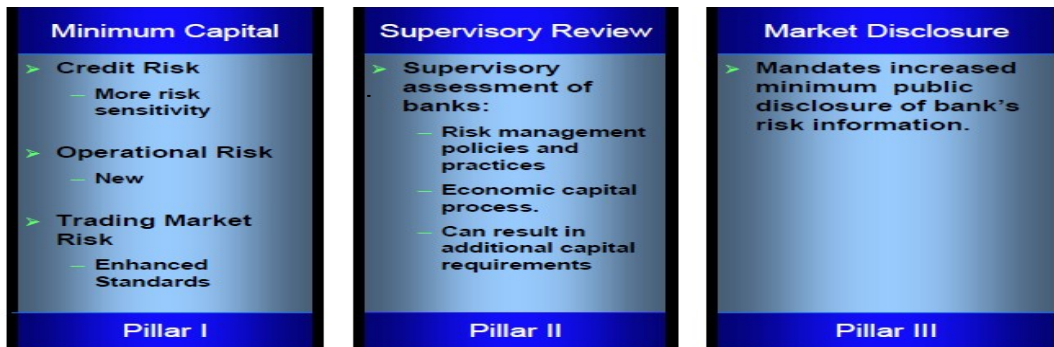 Minimum Capital
➢ Credit Risk
– More risk
sensitivity
➢ Operational Risk
– New
➢ Trading Market
Risk
– Enhanced
Standards
Pillar I
Supervisory Review
➢ Supervisory
assessment of
banks:
– Risk management
policies and
practices
– Economic capital
process.
– Can result in
additional capital
requirements
Pillar II
Market Disclosure
➢ Mandates increased
minimum public
disclosure of bank's
risk information.
Pillar III